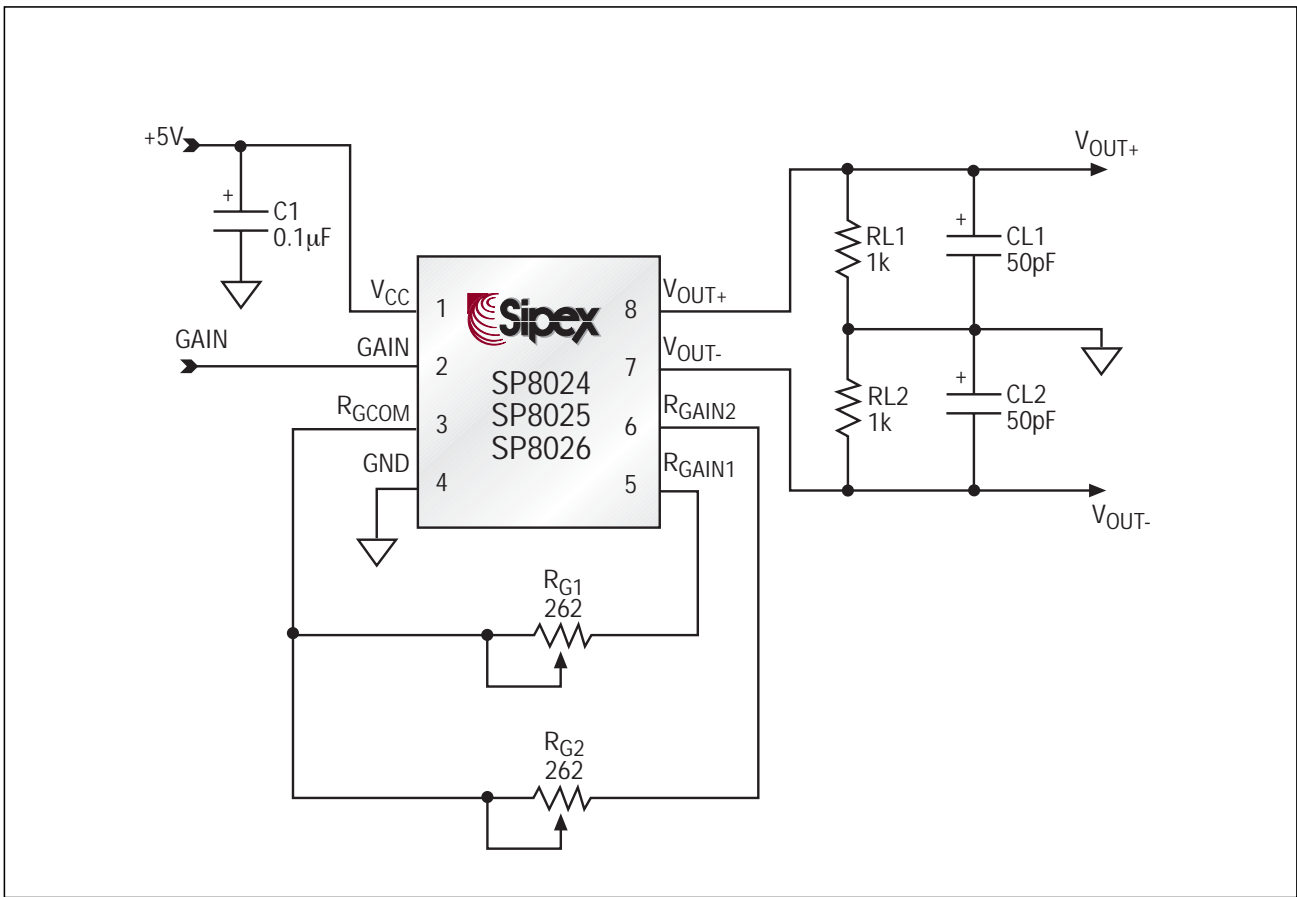 +5V
+
C1
0.1µF
GAIN
VCC
GAIN
RGCOM
GND
1
2
3
4
Sipex
SP8024
SP8025
SP8026
8
7
6
5
VOUT+
VOUT-
RGAIN2
RGAIN1
RL1
1k
+
CL1
50pF
RL2
1k
+
CL2
50pF
VOUT+
VOUT-
RG1
262
RG2
262